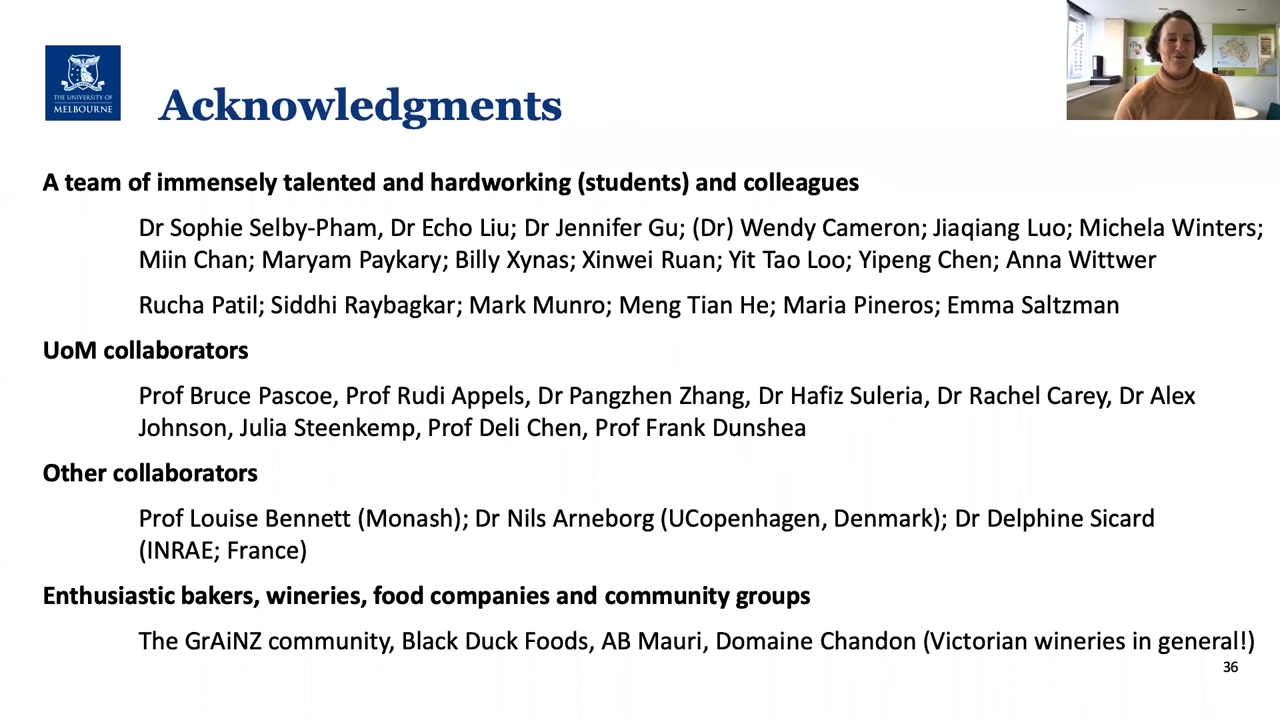 THE UNIVERSITY OF
MELBOURNE
Acknowledgments
A team of immensely talented and hardworking (students) and colleagues
Dr Sophie Selby-Pham, Dr Echo Liu; Dr Jennifer Gu; (Dr) Wendy Cameron; Jiaqiang Luo; Michela Winters;
Miin Chan; Maryam Paykary; Billy Xynas; Xinwei Ruan; Yit Tao Loo; Yipeng Chen; Anna Wittwer
Rucha Patil; Siddhi Raybagkar; Mark Munro; Meng Tian He; Maria Pineros; Emma Saltzman
UoM collaborators
Prof Bruce Pascoe, Prof Rudi Appels, Dr Pangzhen Zhang, Dr Hafiz Suleria, Dr Rachel Carey, Dr Alex
Johnson, Julia Steenkemp, Prof Deli Chen, Prof Frank Dunshea
Other collaborators
Prof Louise Bennett (Monash); Dr Nils Arneborg (UCopenhagen, Denmark); Dr Delphine Sicard
(INRAE; France)
Enthusiastic bakers, wineries, food companies and community groups
The GrAiNZ community, Black Duck Foods, AB Mauri, Domaine Chandon (Victorian wineries in general!)
36